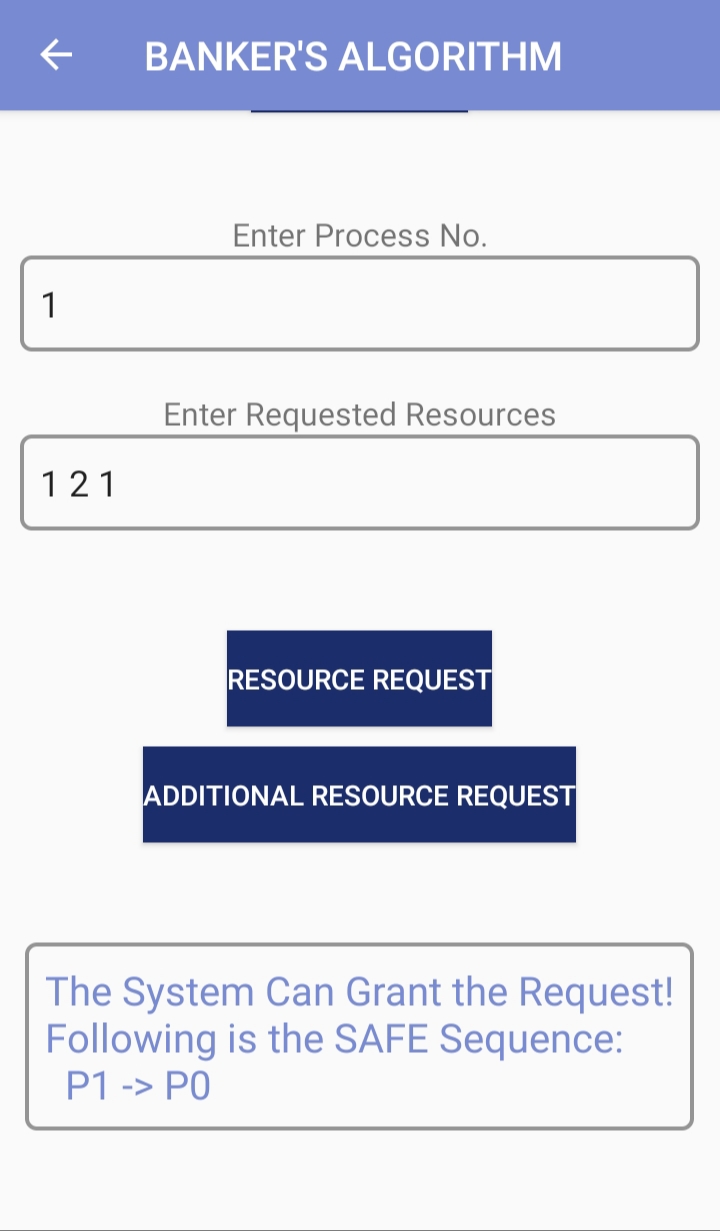 BANKER'S ALGORITHM
Enter Process No.
1
Enter Requested Resources
1 2 1
RESOURCE REQUEST
ADDITIONAL RESOURCE REQUEST
The System Can Grant the Request!
Following is the SAFE Sequence:
P1 -> P0